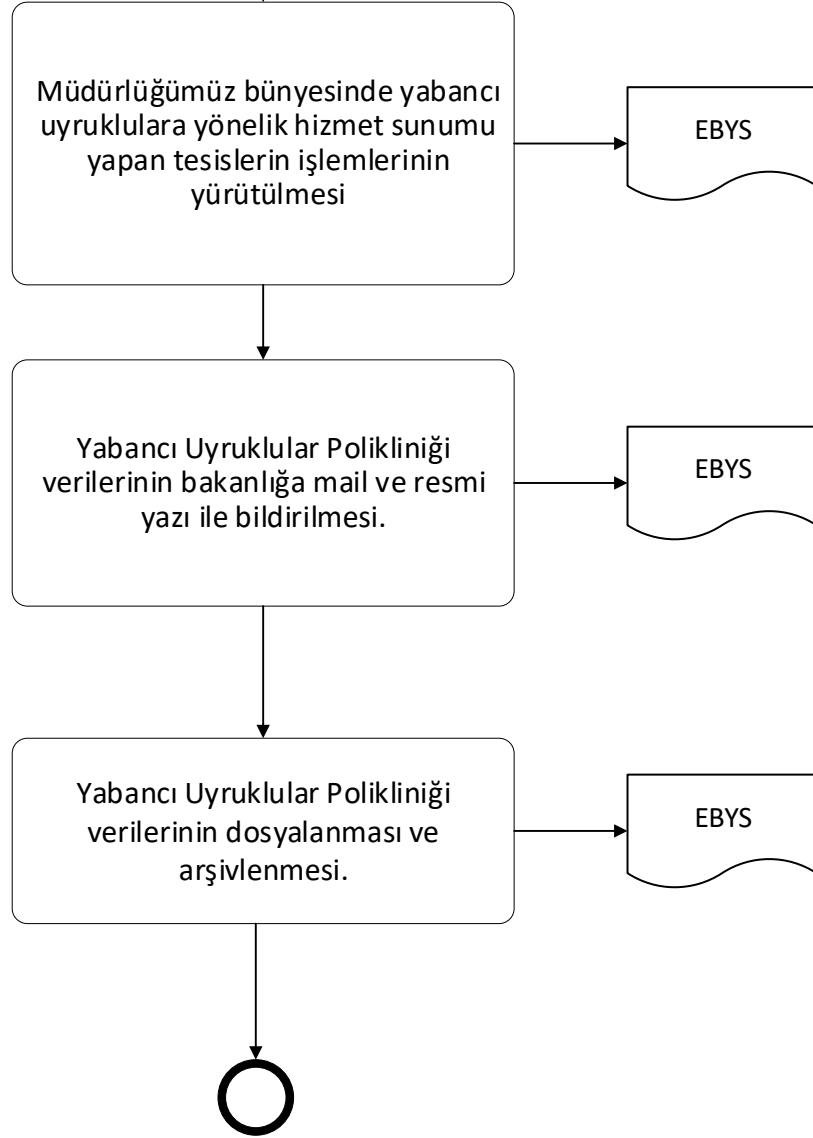 Müdürlüğümüz bünyesinde yabancı
uyruklulara yönelik hizmet sunumu
yapan tesislerin işlemlerinin
yürütülmesi
EBYS
Yabancı Uyruklular Polikliniği
verilerinin bakanlığa mail ve resmi
yazı ile bildirilmesi.
EBYS
Yabancı Uyruklular Polikliniği
verilerinin dosyalanması ve
arşivlenmesi.
EBYS